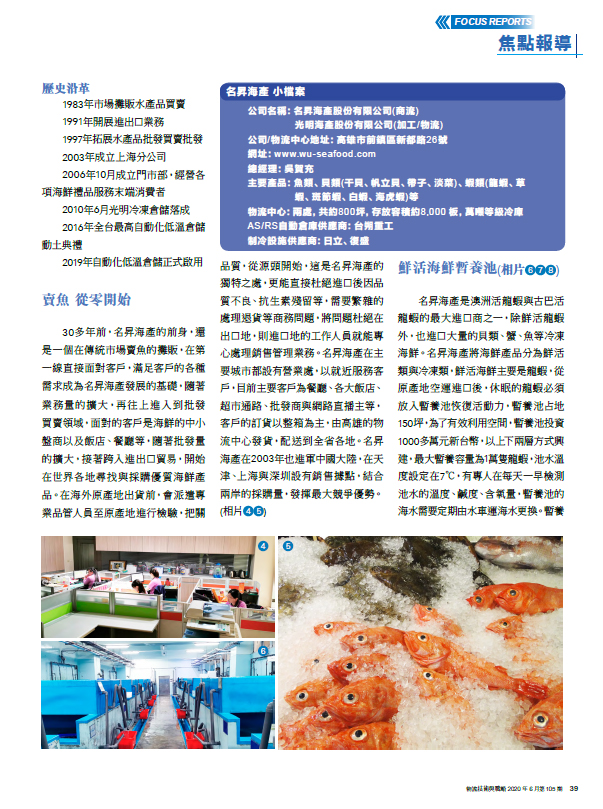 FOCUS REPORTS
焦點報導
歷史沿革
1983年市場攤販水產品買賣
1991年開展進出口業務
1997年拓展水產品批發買賣批發
2003年成立上海分公司
2006年10月成立門市部，經營各
項海鮮禮品服務末端消費者
2010年6月光明冷凍倉儲落成
2016年全台最高自動化低溫倉儲
動土典禮
2019年自動化低溫倉儲正式啟用
賣魚 從零開始
30多年前，名昇海產的前身，還
是一個在傳統市場賣魚的攤販，在第
一線直接面對客戶，滿足客戶的各種
需求成為名昇海產發展的基礎，隨著
業務量的擴大，再往上進入到批發
買賣領域，面對的客戶是海鮮的中小
盤商以及飯店、餐廳等，隨著批發量
的擴大，接著跨入進出口貿易，開始
在世界各地尋找與採購優質海鮮產
品。在海外原產地出貨前，會派遣專
業品管人員至原產地進行檢驗，把關
名昇海產 小檔案
公司名稱：名昇海產股份有限公司(商流)
光明海產股份有限公司(加工/物流)
公司/物流中心地址：高雄市前鎮區新都路26號
網址：www.wu-seafood.com
總經理：吳賀充
主要產品：魚類、貝類(干貝、帆立貝、帶子、淡菜)、蝦類(龍蝦、草
蝦、斑節蝦、白蝦、海虎蝦)等
物流中心：兩處，共約800坪，存放容積約8,000 板，萬噸等級冷庫
AS/RS自動倉庫供應商：台朔重工
制冷設施供應商：日立、復盛
品質，從源頭開始，這是名昇海產的
獨特之處，更能直接杜絕進口後因品
質不良、抗生素殘留等，需要繁雜的
處理退貨等商務問題，將問題杜絕在
出口地，則進口地的工作人員就能專
心處理銷售管理業務。名昇海產在主
要城市都設有營業處，以就近服務客
戶，目前主要客戶為餐廳、各大飯店、
超市通路、批發商與網路直播主等，
客戶的訂貨以整箱為主，由高雄的物
流中心發貨，配送到全省各地。名昇
海產在2003年也進軍中國大陸，在天
津、上海與深圳設有銷售據點，結合
兩岸的採購量，發揮最大競爭優勢。
(相片❹❺)
鮮活海鮮暫養池(相片❻❼❽)
名昇海產是澳洲活龍蝦與古巴活
龍蝦的最大進口商之一，除鮮活龍蝦
外，也進口大量的貝類、蟹、魚等冷凍
海鮮。名昇海產將海鮮產品分為鮮活
類與冷凍類，鮮活海鮮主要是龍蝦，從
原產地空運進口後，休眠的龍蝦必須
放入暫養池恢復活動力，暫養池占地
150坪，為了有效利用空間，暫養池投資
1000多萬元新台幣，以上下兩層方式興
建，最大暫養容量為1萬隻龍蝦，池水溫
度設定在7℃，有專人在每天一早檢測
池水的溫度、鹹度、含氧量，暫養池的
海水需要定期由水車運海水更換。暫養
❹
❺
❻
物流技術與戰略 2020 年 6 月第 105 期 39